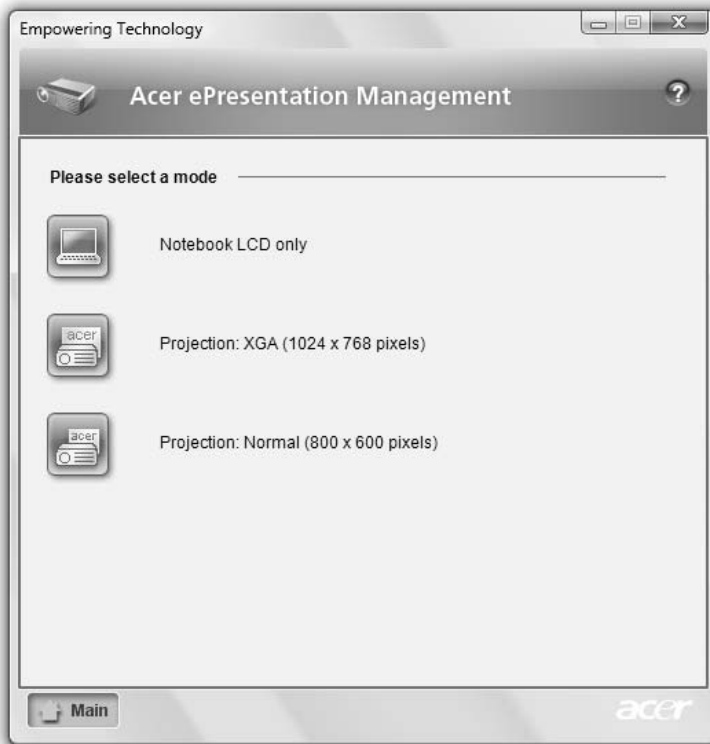 Empowering Technology
Acer ePresentation Management
?
Please select a mode
Notebook LCD only
acer
Projection: XGA (1024 x 768 pixels)
acer
Projection: Normal (800 x 600 pixels)
Main
acer